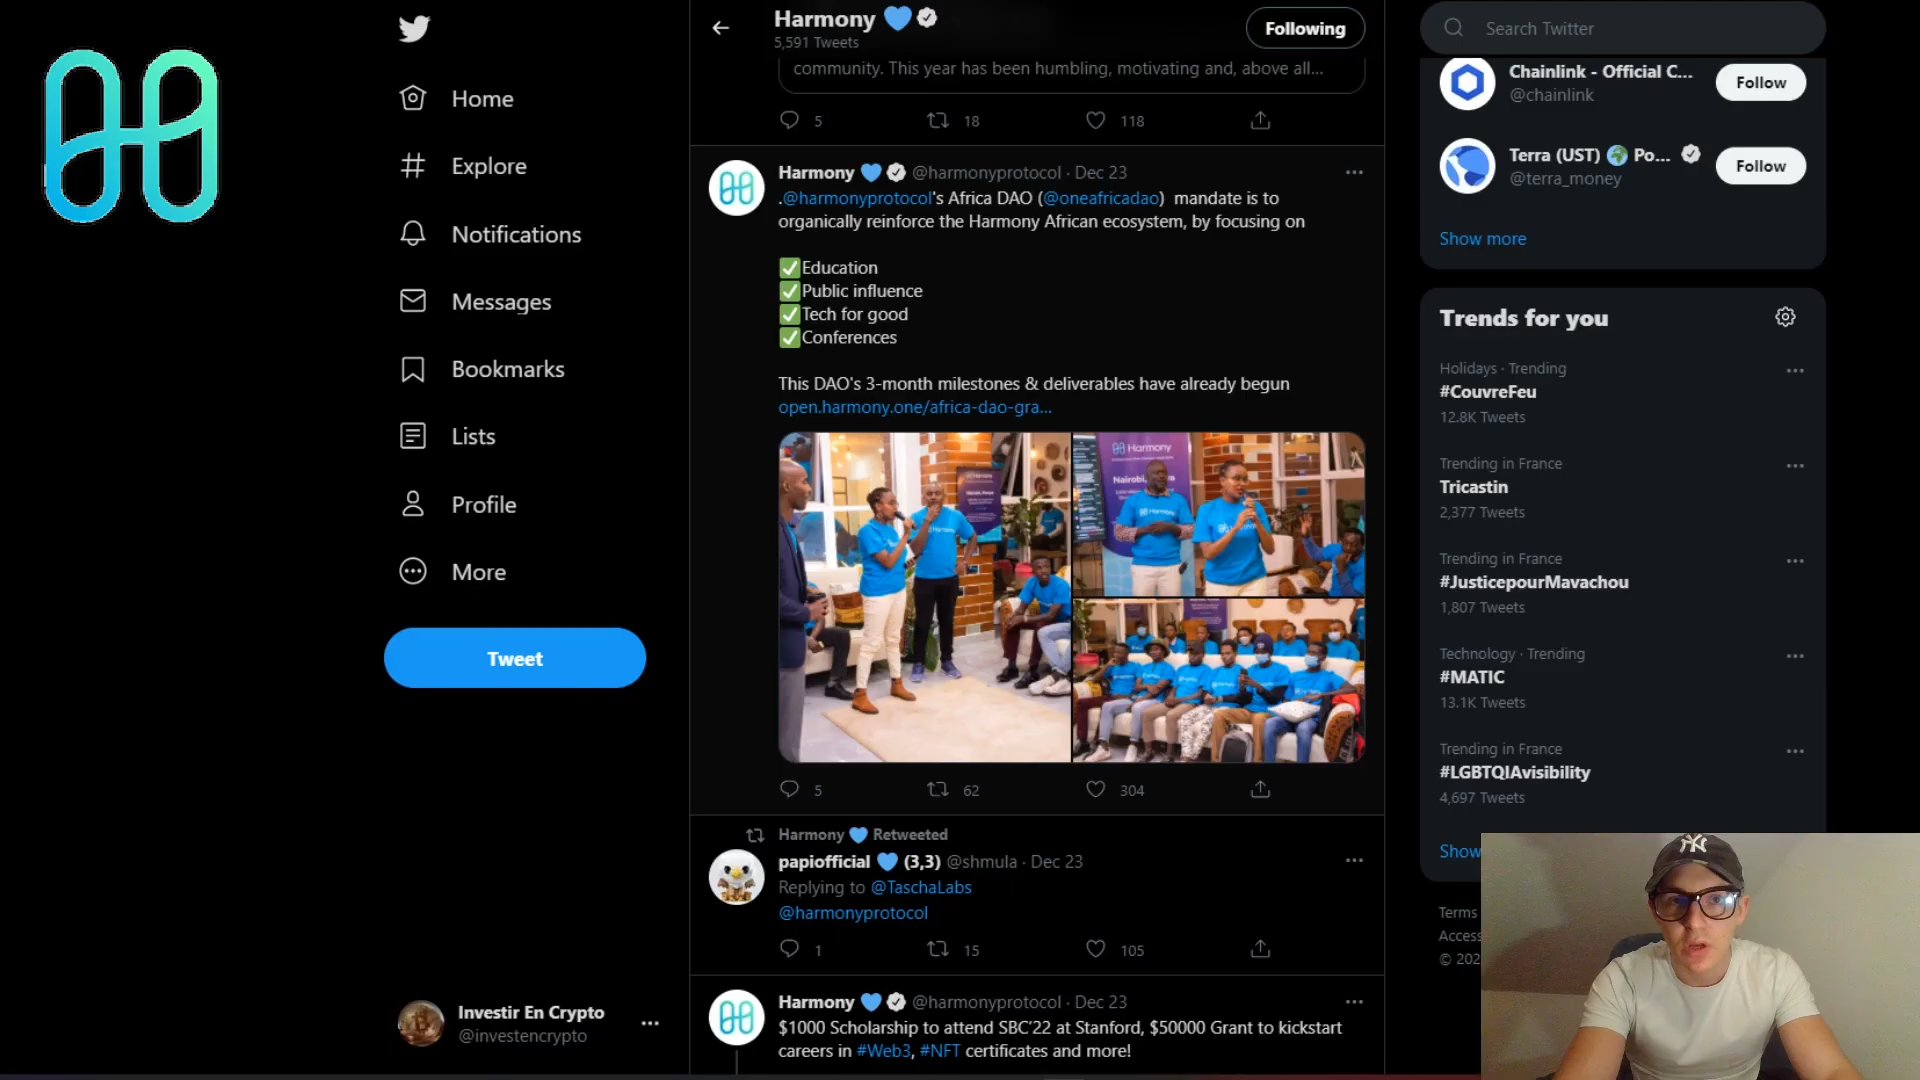 Home
Explore
Notifications
Messages
Bookmarks
Lists
Profile
More
Tweet
Investir En Crypto
@investencrypto
Harmony 💙
5,591 Tweets
Following
community. This year has been humbling, motivating and, above all...
5 18 118
Harmony 💙 @harmonyprotocol · Dec 23
.@harmonyprotocol's Africa DAO (@oneafricadao) mandate is to
organically reinforce the Harmony African ecosystem, by focusing on
✅Education
✅Public influence
✅Tech for good
✅Conferences
This DAO's 3-month milestones & deliverables have already begun
open.harmony.one/africa-dao-gra...
Harmony
Nairobi,
5 62 304
Harmony 💙 Retweeted
papiofficial 💙 (3,3) @shmula · Dec 23
Replying to @TaschaLabs
@harmonyprotocol
1 15 105
Harmony 💙 @harmonyprotocol · Dec 23
$1000 Scholarship to attend SBC'22 at Stanford, $50000 Grant to kickstart
careers in #Web3, #NFT certificates and more!
Search Twitter
Chainlink - Official C...
@chainlink
Follow
Terra (UST) 🌍 Po...
@terra_money
Follow
Show more
Trends for you
Holidays · Trending
#CouvreFeu
12.8K Tweets
Trending in France
Tricastin
2,377 Tweets
Trending in France
#JusticepourMavachou
1,807 Tweets
Technology · Trending
#MATIC
13.1K Tweets
Trending in France
#LGBTQIAvisibility
4,697 Tweets
Show
Terms
Access
© 202
NY